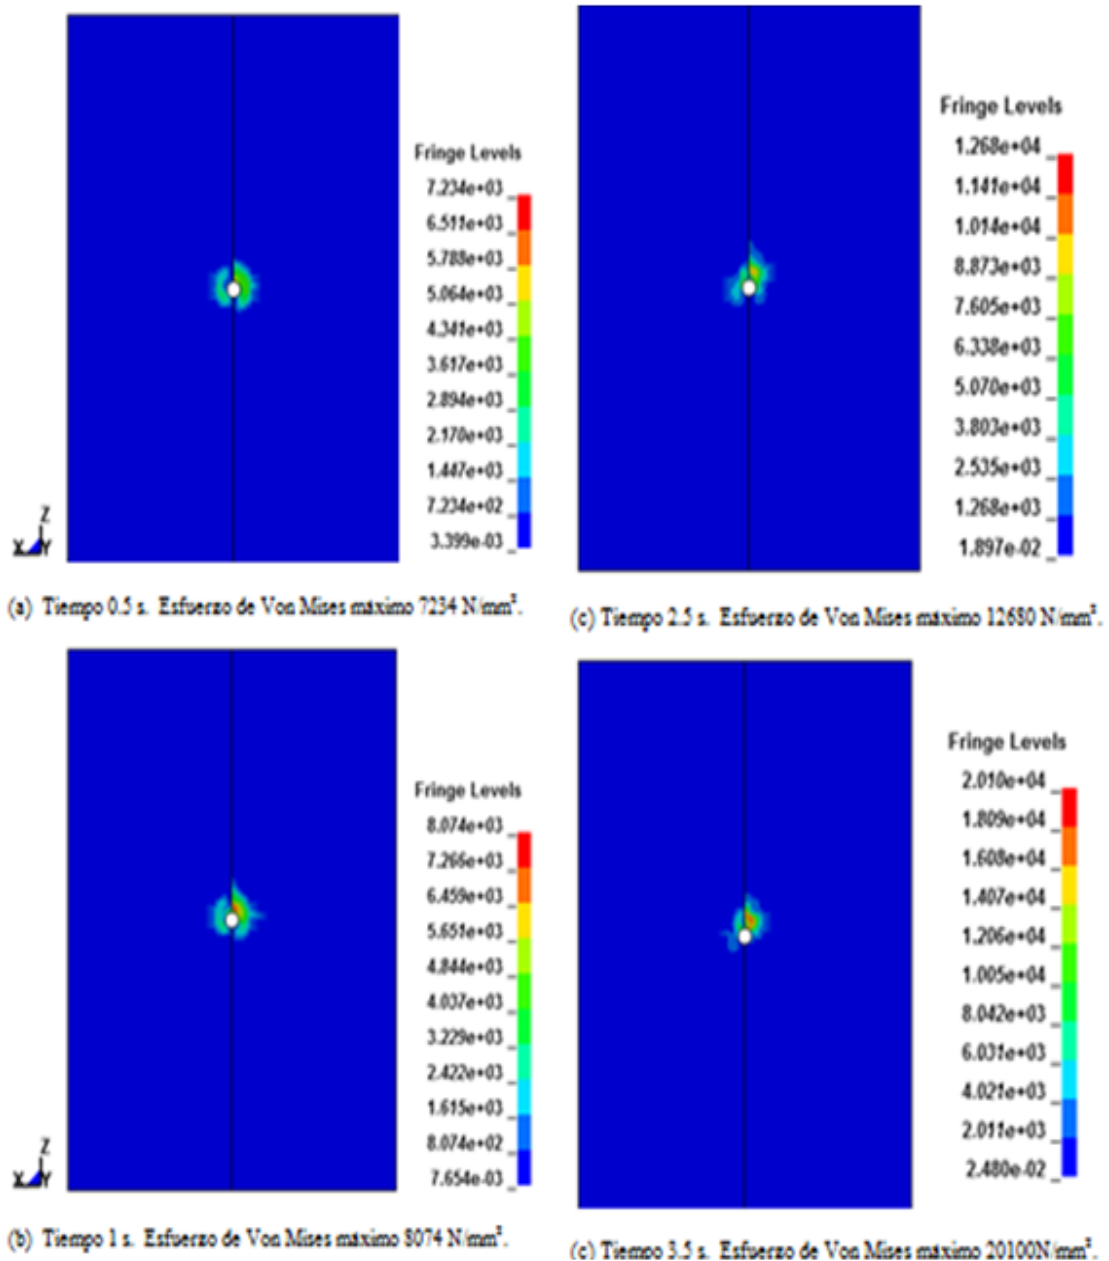 Fringe Levels
7.234e+03
6.511e+03
5.788e+03
5.064e+03
4.341e+03
3.617e+03
2.894e+03
2.170e+03
1.447e+03
7.234e+02
3.399e-03
Z
X Y
(a) Tiempo 0.5 s. Esfuerzo de Von Mises máximo 7234 N/mm².
Fringe Levels
1.268e+04
1.141e+04
1.014e+04
8.873e+03
7.605e+03
6.338e+03
5.070e+03
3.803e+03
2.535e+03
1.268e+03
1.897e-02
(c) Tiempo 2.5 s. Esfuerzo de Von Mises máximo 12680 N/mm².
Fringe Levels
8.074e+03
7.266e+03
6.459e+03
5.651e+03
4.844e+03
4.037e+03
3.229e+03
2.422e+03
1.615e+03
8.074e+02
7.654e-03
Z
X Y
(b) Tiempo 1 s. Esfuerzo de Von Mises máximo 8074 N/mm².
Fringe Levels
2.010e+04
1.809e+04
1.608e+04
1.407e+04
1.206e+04
1.005e+04
8.042e+03
6.031e+03
4.021e+03
2.011e+03
2.480e-02
(c) Tiempo 3.5 s. Esfuerzo de Von Mises máximo 20100N/mm².